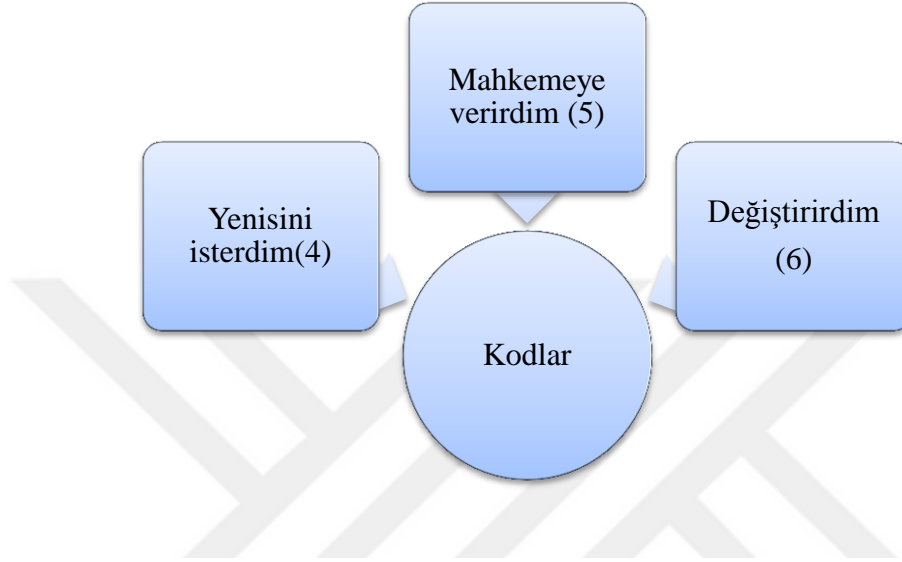 Mahkemeye
verirdim (5)
Yenisini
isterdim(4)
Değiştirirdim
(6)
Kodlar